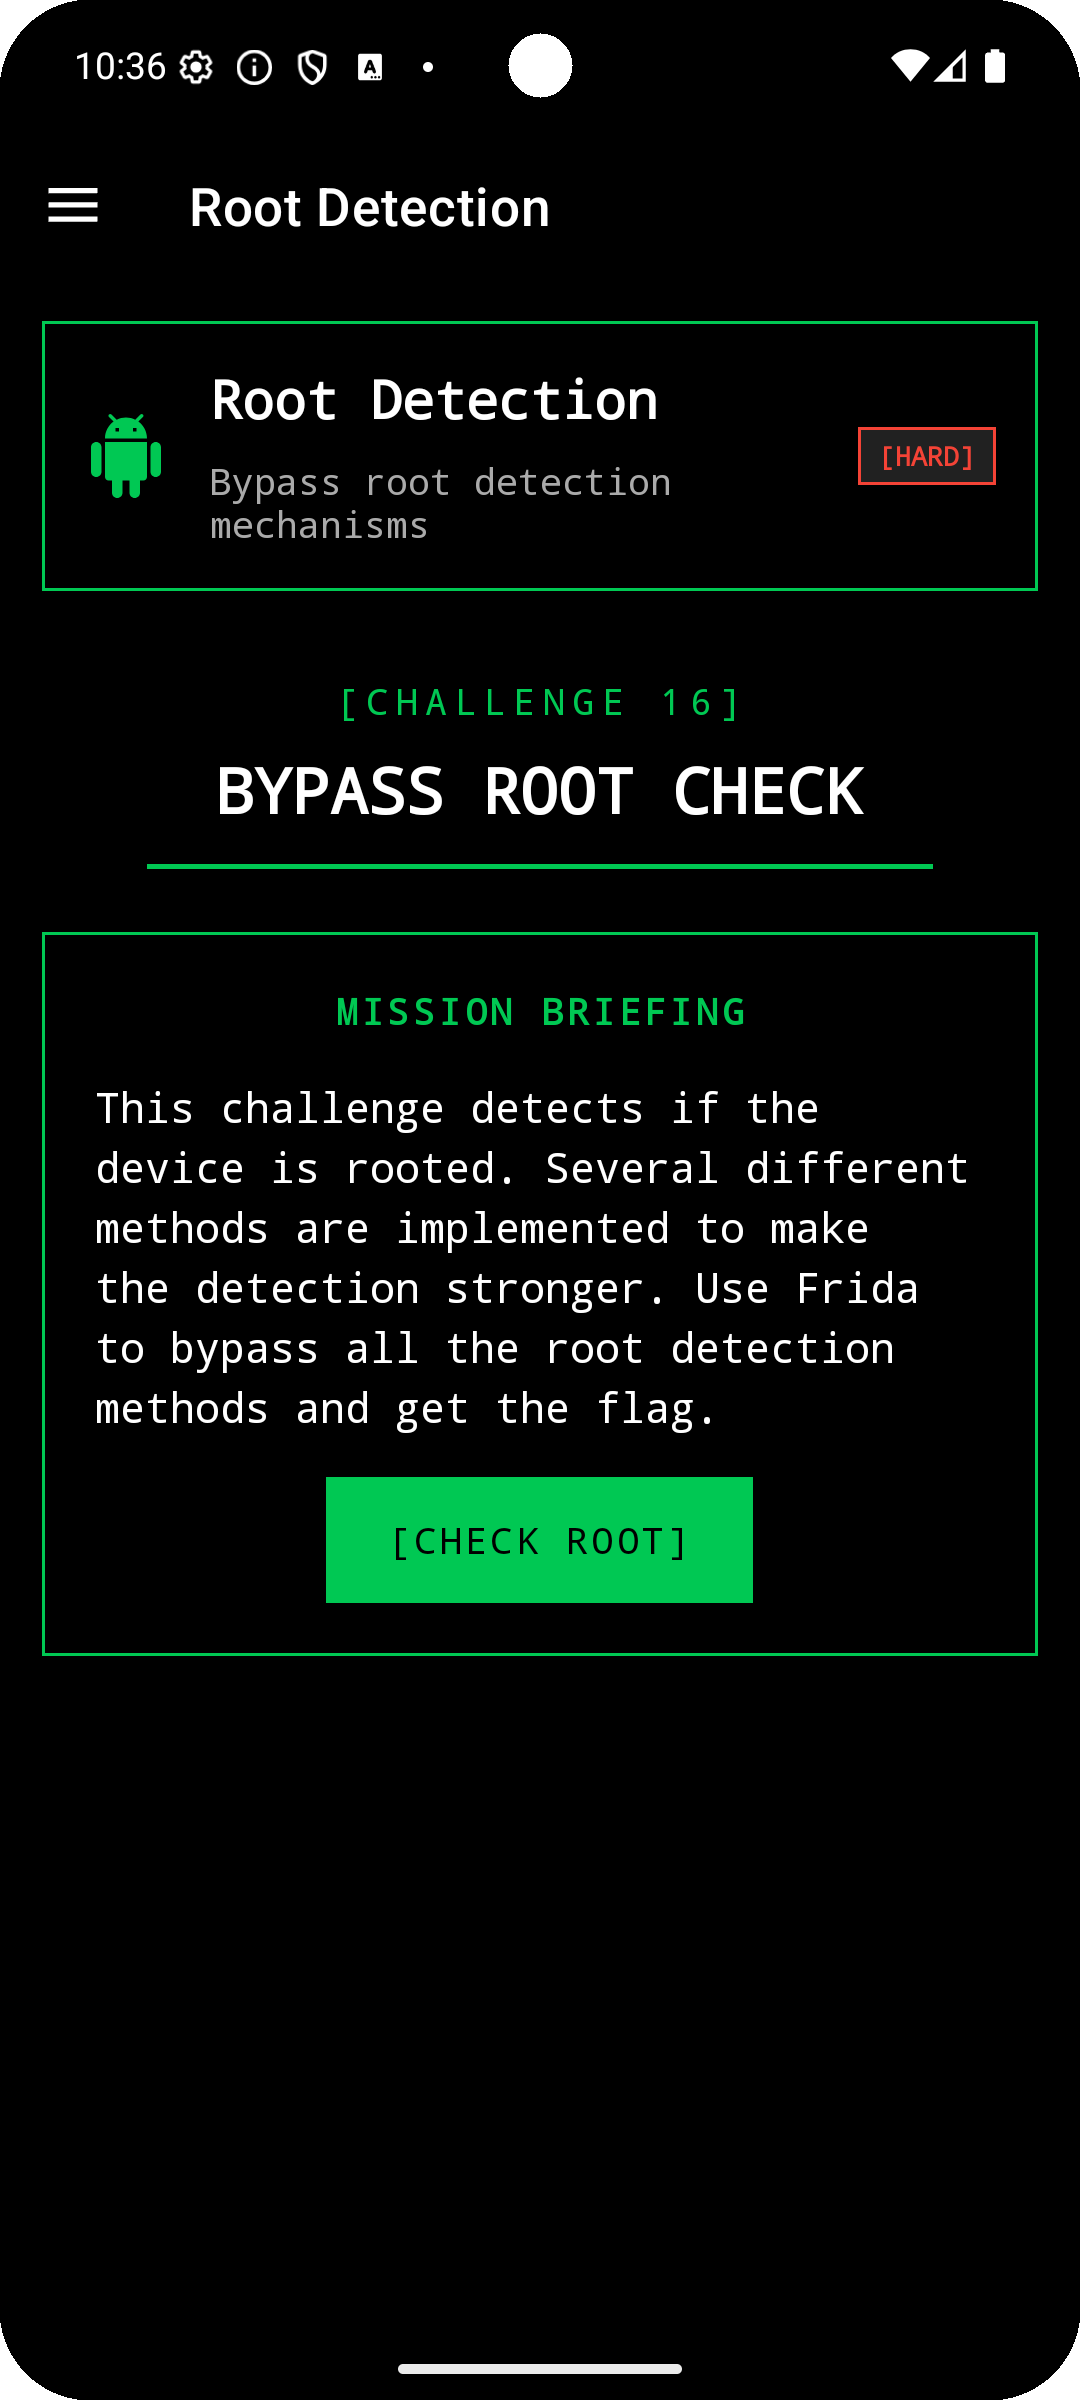 10:36
Root Detection
Root Detection
Bypass root detection
mechanisms
[HARD]
[CHALLENGE 16]
BYPASS ROOT CHECK
MISSION BRIEFING
This challenge detects if the
device is rooted. Several different
methods are implemented to make
the detection stronger. Use Frida
to bypass all the root detection
methods and get the flag.
[CHECK ROOT]